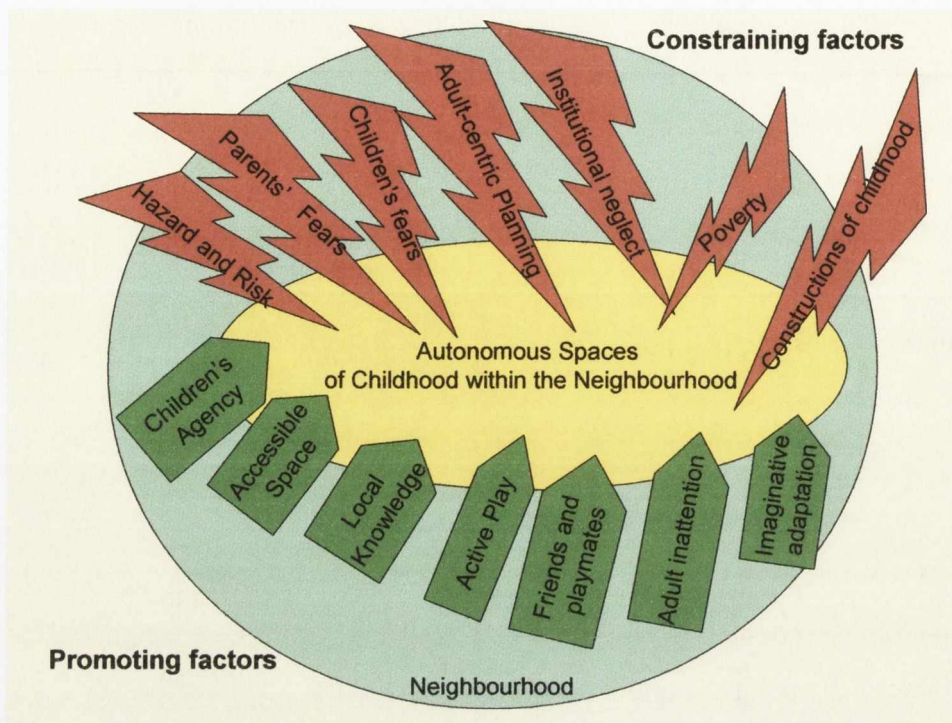 Constraining factors
Hazard and Risk
Parents' Fears
Children's fears
Adult-centric Planning
Institutional neglect
Poverty
Constructions of childhood
Autonomous Spaces
of Childhood within the Neighbourhood
Children's
Agency
Accessible
Space
Local
Knowledge
Active Play
Friends and
playmates
Adult inattention
Imaginative
adaptation
Promoting factors
Neighbourhood